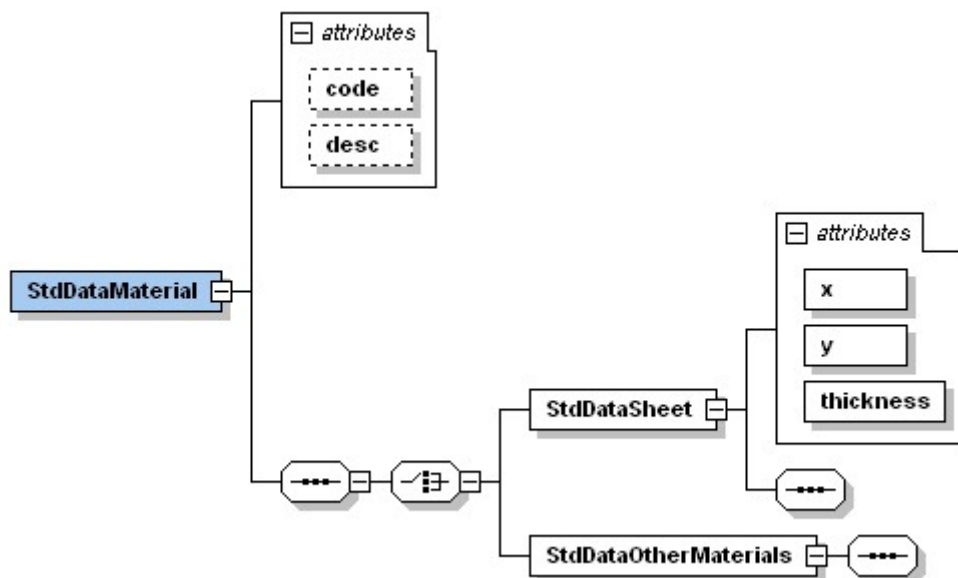 attributes
code
desc
attributes
StdDataMaterial
x
y
StdDataSheet
thickness
StdDataOtherMaterials